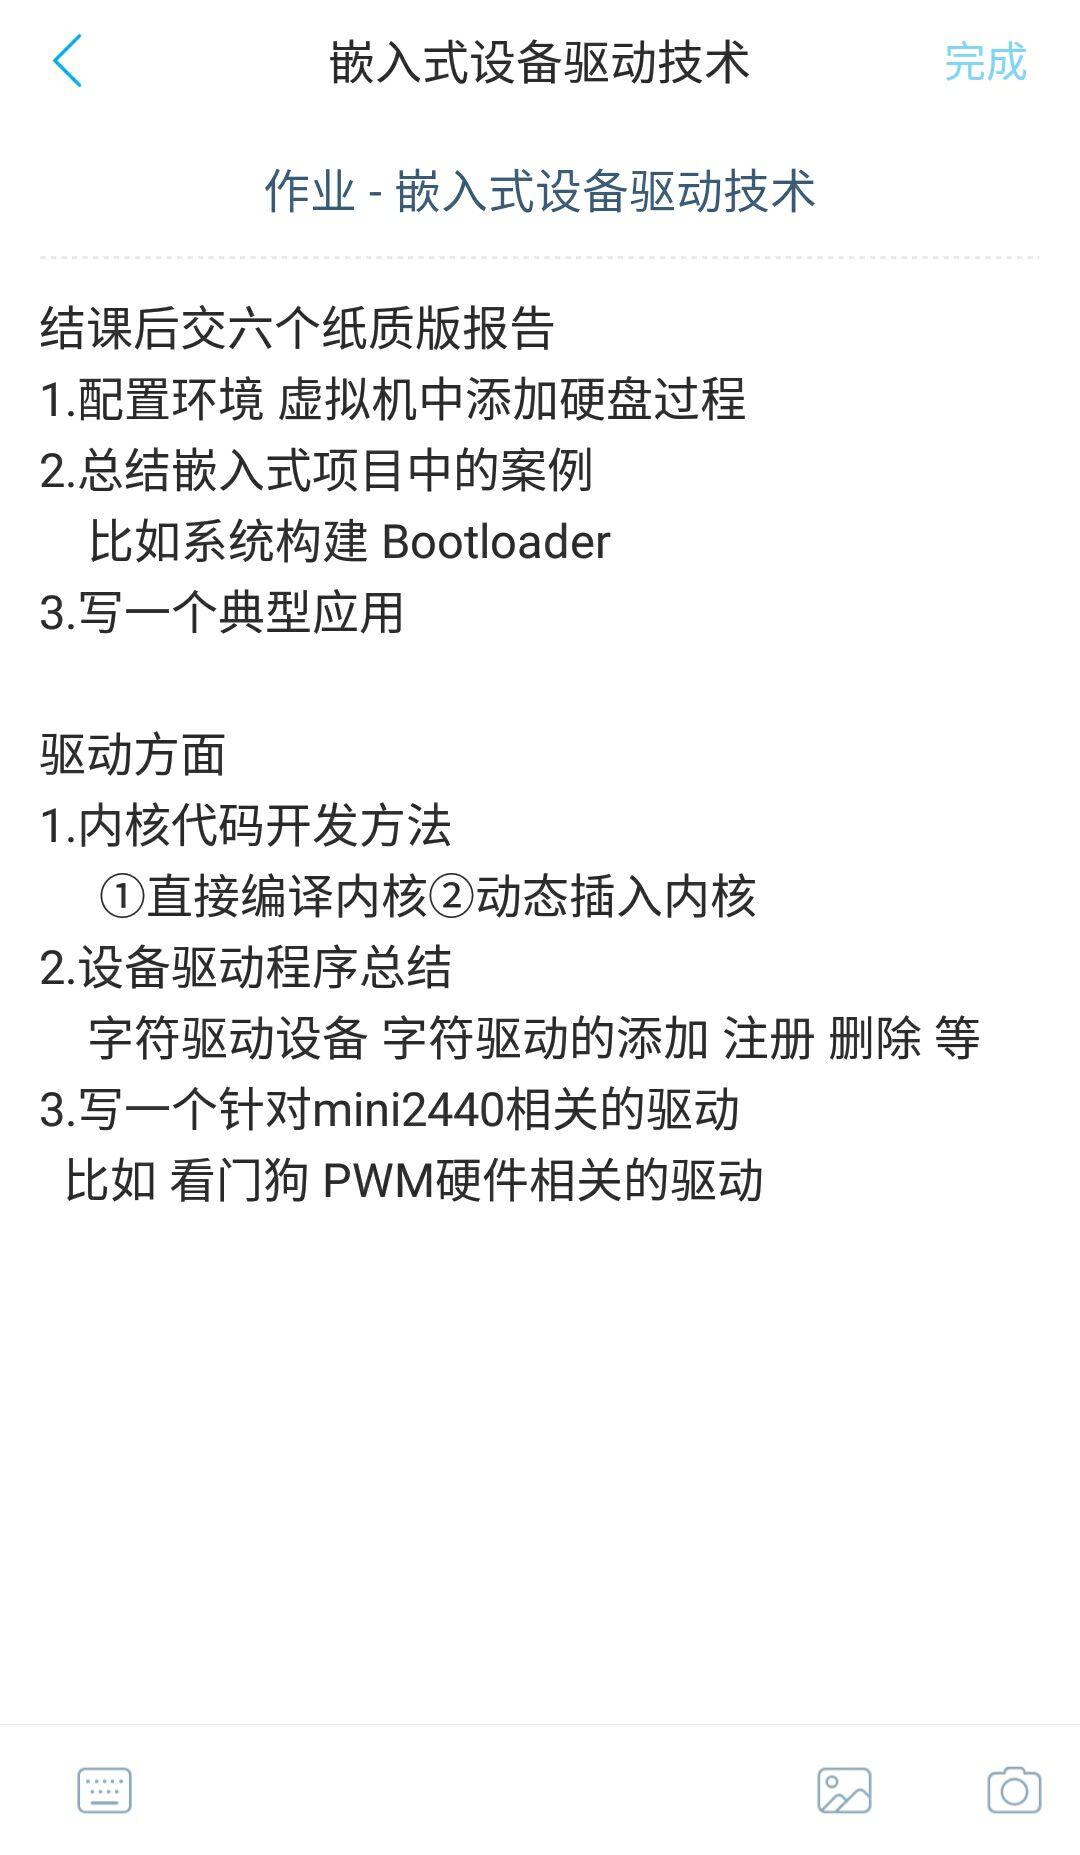 嵌入式设备驱动技术 完成
作业 - 嵌入式设备驱动技术
结课后交六个纸质版报告
1.配置环境 虚拟机中添加硬盘过程
2.总结嵌入式项目中的案例
比如系统构建 Bootloader
3.写一个典型应用
驱动方面
1.内核代码开发方法
①直接编译内核②动态插入内核
2.设备驱动程序总结
字符驱动设备 字符驱动的添加 注册 删除 等
3.写一个针对mini2440相关的驱动
比如 看门狗 PWM硬件相关的驱动